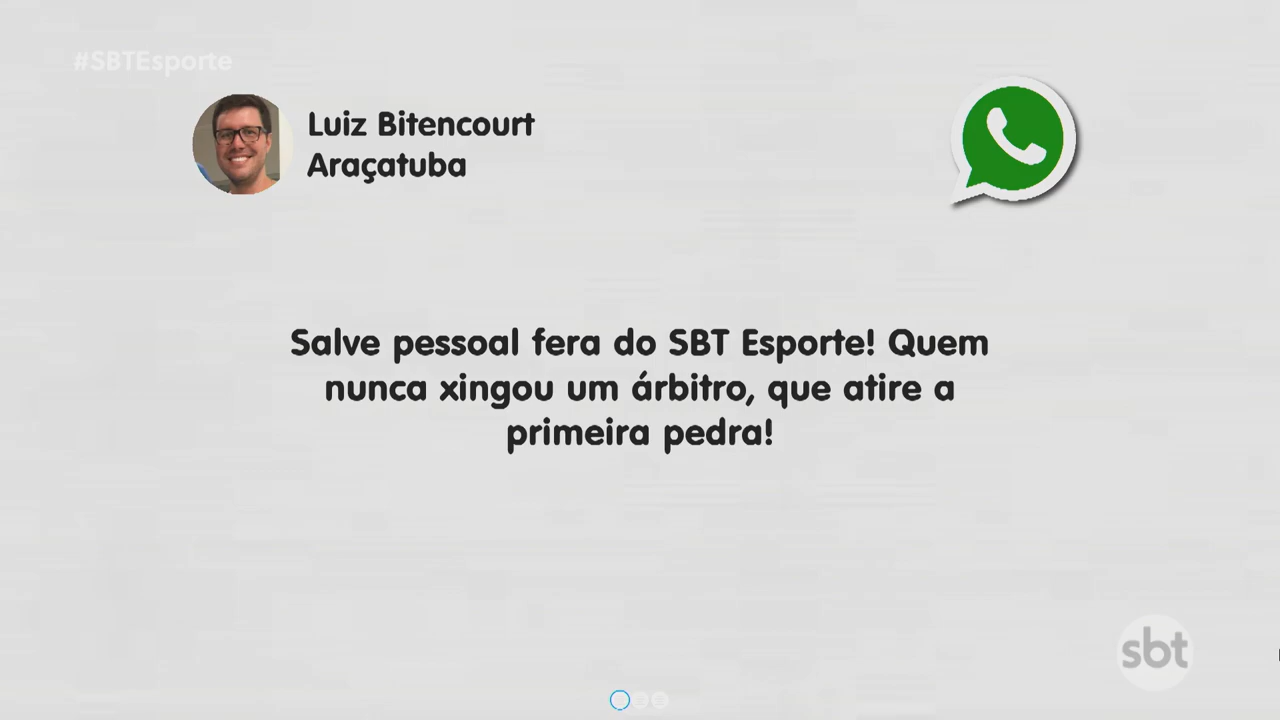 #SBTEsporte
Luiz Bitencourt
Araçatuba
Salve pessoal fera do SBT Esporte! Quem
nunca xingou um árbitro, que atire a
primeira pedra!
sbt